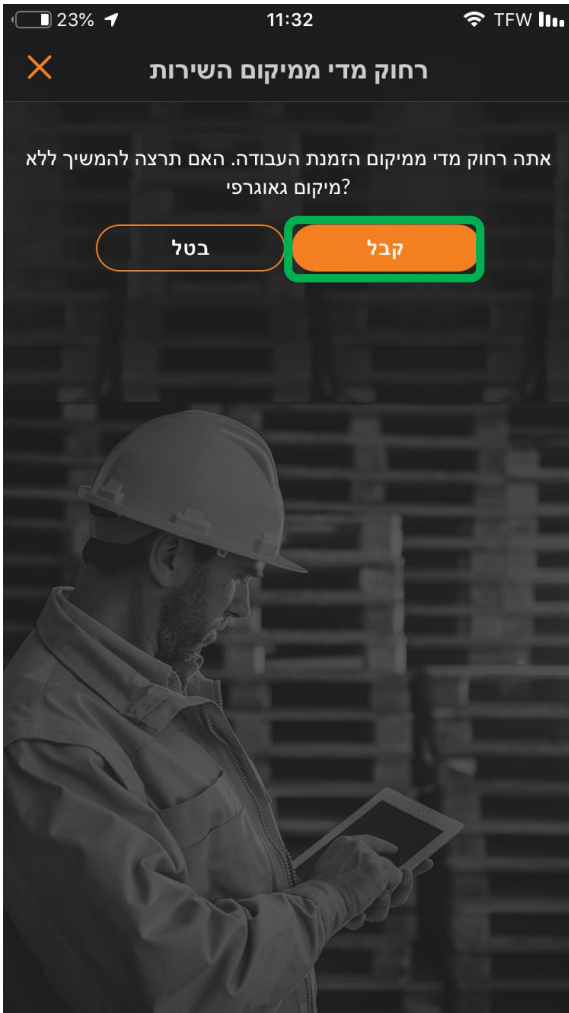 23% 11:32 TFW
רחוק מדי ממיקום השירות
אתה רחוק מדי ממיקום הזמנת העבודה. האם תרצה להמשיך ללא
מיקום גאוגרפי?
קבל בטל